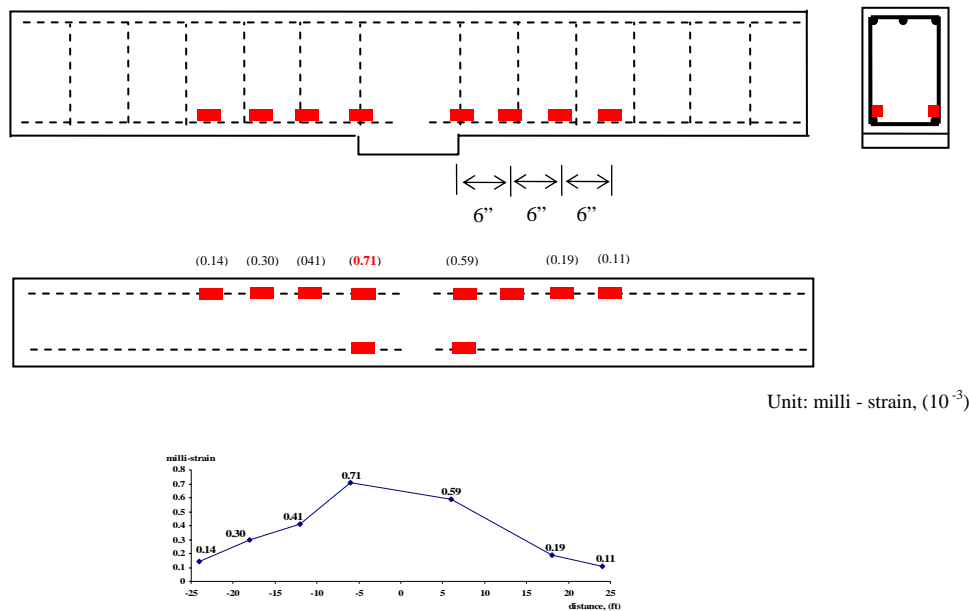 6” 6” 6”
(0.14) (0.30) (041) (0.71) (0.59) (0.19) (0.11)
Unit: milli - strain, (10-3)
milli-strain
0.8
0.7
0.6
0.5
0.4
0.3
0.2
0.1
0
0.14
0.30
0.41
0.71
0.59
0.19
0.11
-25 -20 -15 -10 -5 0 5 10 15 20 25
distance, (ft)